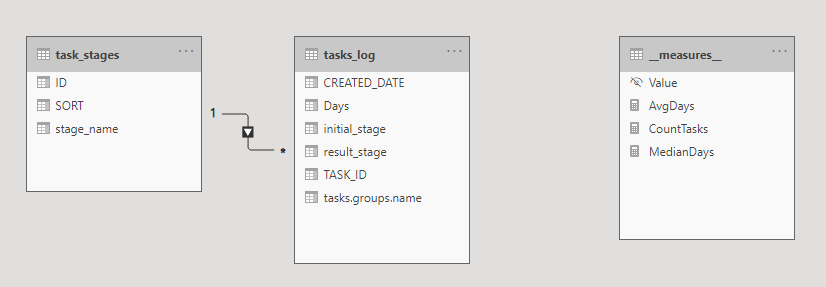 task_stages
ID
SORT
stage_name
1
*
tasks_log
CREATED_DATE
Days
initial_stage
result_stage
TASK_ID
tasks.groups.name
__measures__
Value
AvgDays
CountTasks
MedianDays